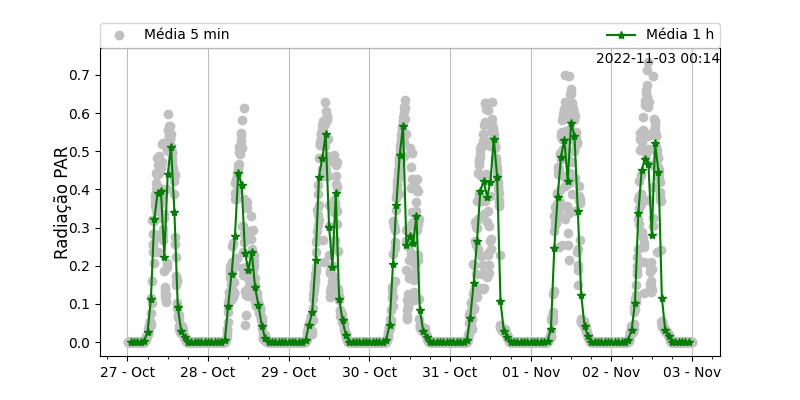 Média 5 min
Média 1 h
2022-11-03 00:14
Radiação PAR
0.7
0.6
0.5
0.4
0.3
0.2
0.1
0.0
27 - Oct
28 - Oct
29 - Oct
30 - Oct
31 - Oct
01 - Nov
02 - Nov
03 - Nov